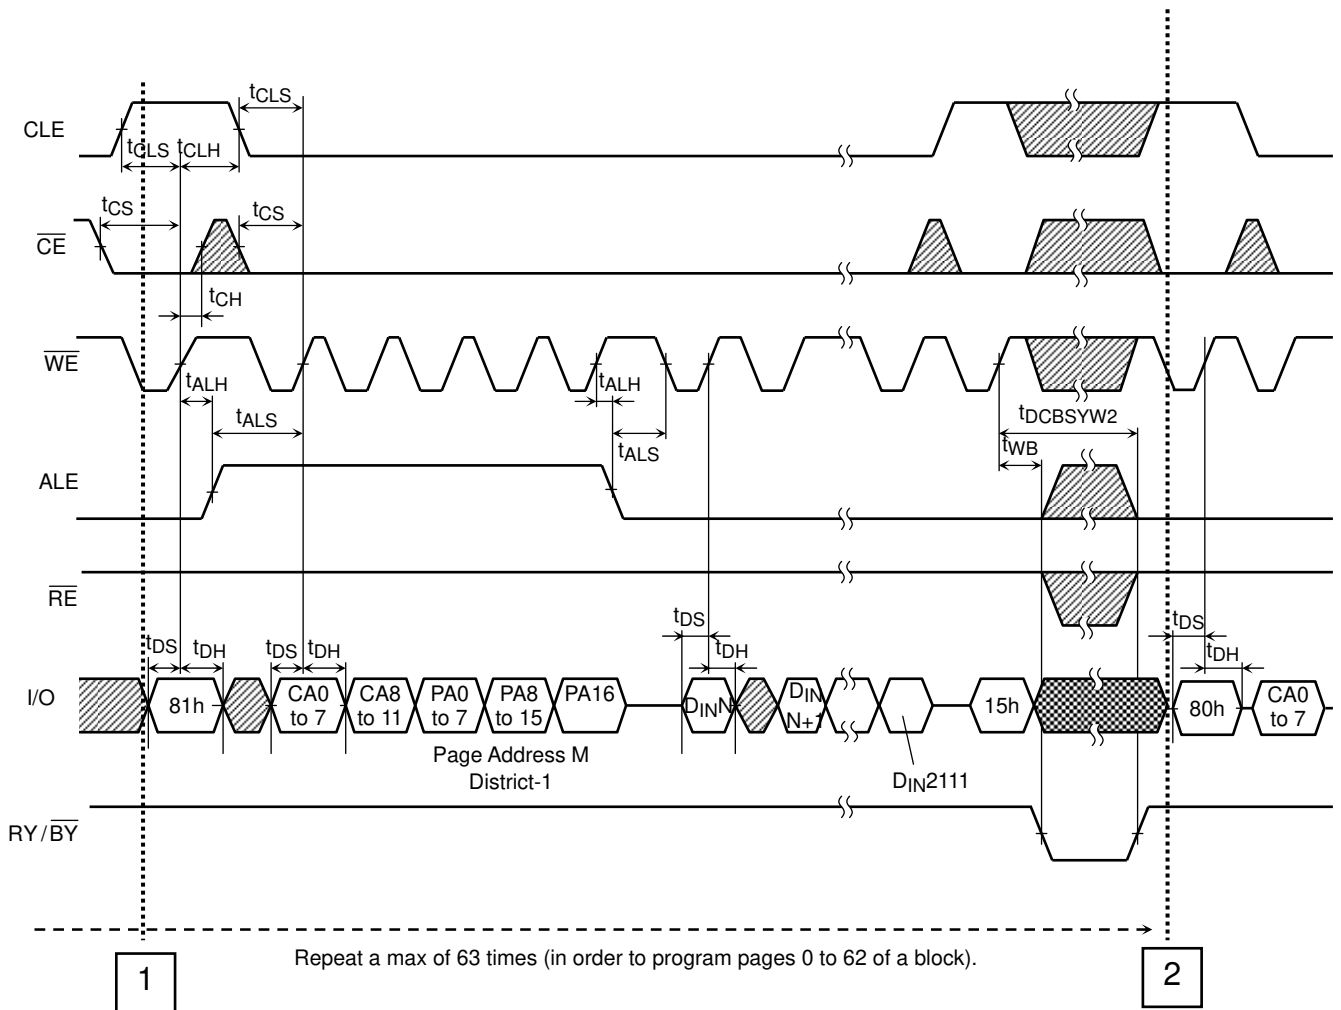 tCLS
CLE
tCLS tCLH
tCS tCS
CE
tCH
WE
tALH tALH
tALS tDCBSYW2
tALS tWB
ALE
RE
tDS tDH tDS tDH tDS tDH tDS tDH
I/O
81h
CA0 to 7
CA8 to 11
PA0 to 7
PA8 to 15
PA16
DINN
DIN N+1
15h
80h
CA0 to 7
Page Address M
District-1
DIN2111
RY/BY
Repeat a max of 63 times (in order to program pages 0 to 62 of a block).
1
2